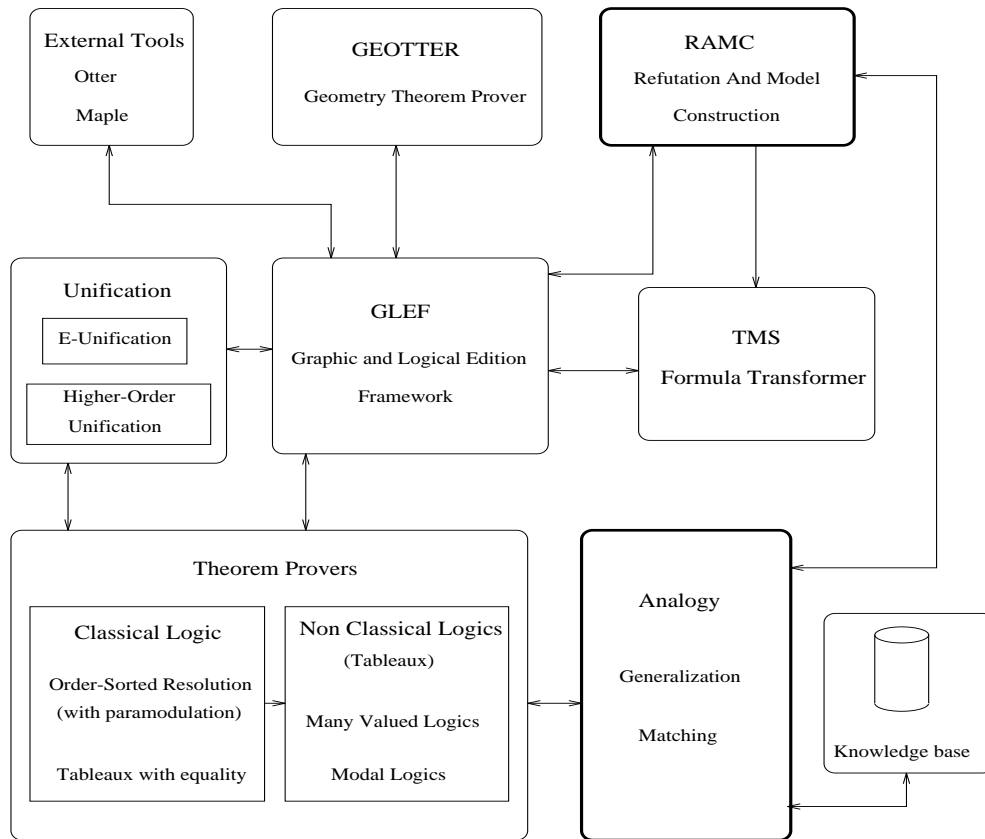 External Tools
Otter
Maple
GEOTTER
Geometry Theorem Prover
RAMC
Refutation And Model
Construction
Unification
E-Unification
Higher-Order
Unification
GLEF
Graphic and Logical Edition
Framework
TMS
Formula Transformer
Theorem Provers
Classical Logic
Order-Sorted Resolution
(with paramodulation)
Tableaux with equality
Non Classical Logics
(Tableaux)
Many Valued Logics
Modal Logics
Analogy
Generalization
Matching
Knowledge base